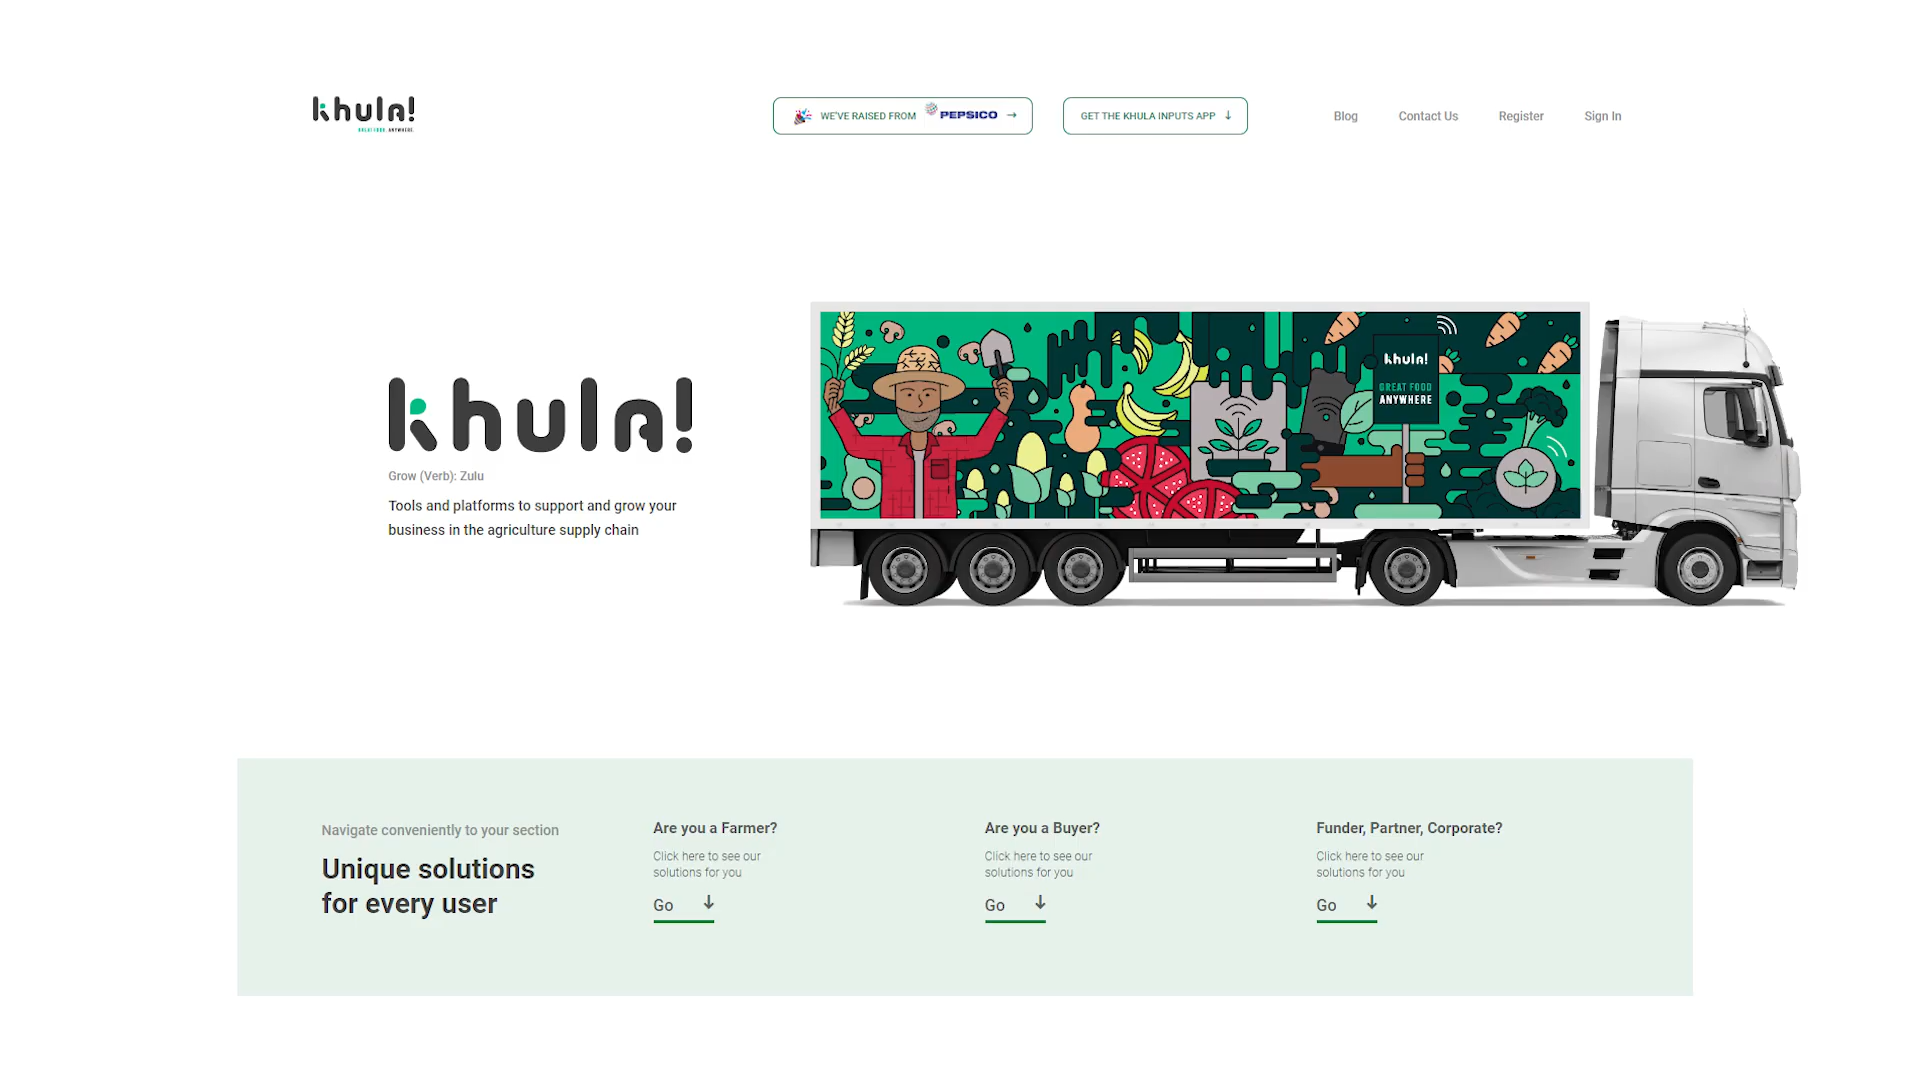 khula!
GREAT FOOD. ANYWHERE.
WE'VE RAISED FROM PEPSICO →
GET THE KHULA INPUTS APP ↓
Blog
Contact Us
Register
Sign In
khula!
Grow (Verb): Zulu
Tools and platforms to support and grow your
business in the agriculture supply chain
khula!
GREAT FOOD
ANYWHERE
Navigate conveniently to your section
Unique solutions
for every user
Are you a Farmer?
Click here to see our
solutions for you
Go ↓
Are you a Buyer?
Click here to see our
solutions for you
Go ↓
Funder, Partner, Corporate?
Click here to see our
solutions for you
Go ↓